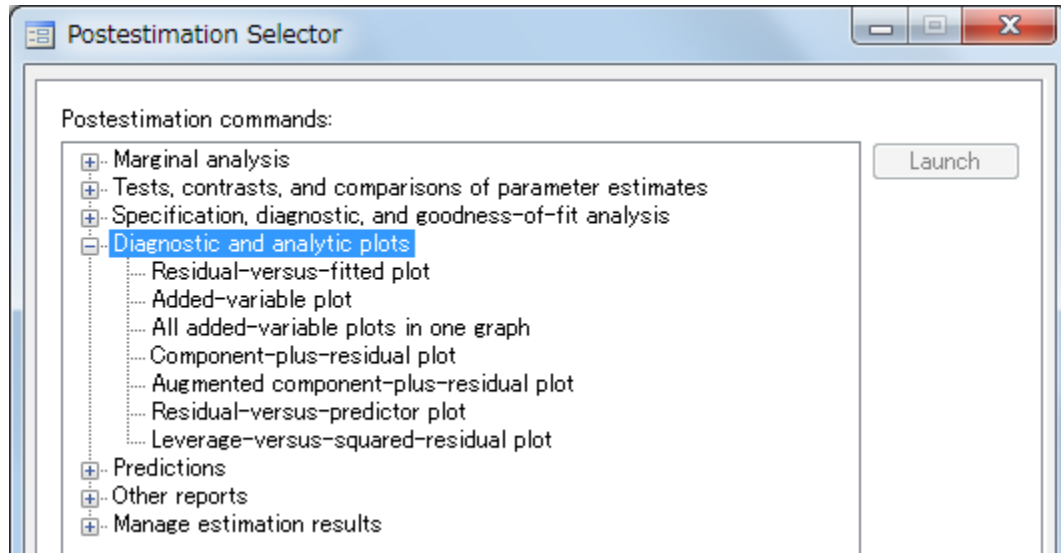 Postestimation Selector
Postestimation commands:
Marginal analysis
Launch
Tests, contrasts, and comparisons of parameter estimates
Specification, diagnostic, and goodness-of-fit analysis
Diagnostic and analytic plots
Residual-versus-fitted plot
Added-variable plot
All added-variable plots in one graph
Component-plus-residual plot
Augmented component-plus-residual plot
Residual-versus-predictor plot
Leverage-versus-squared-residual plot
Predictions
Other reports
Manage estimation results